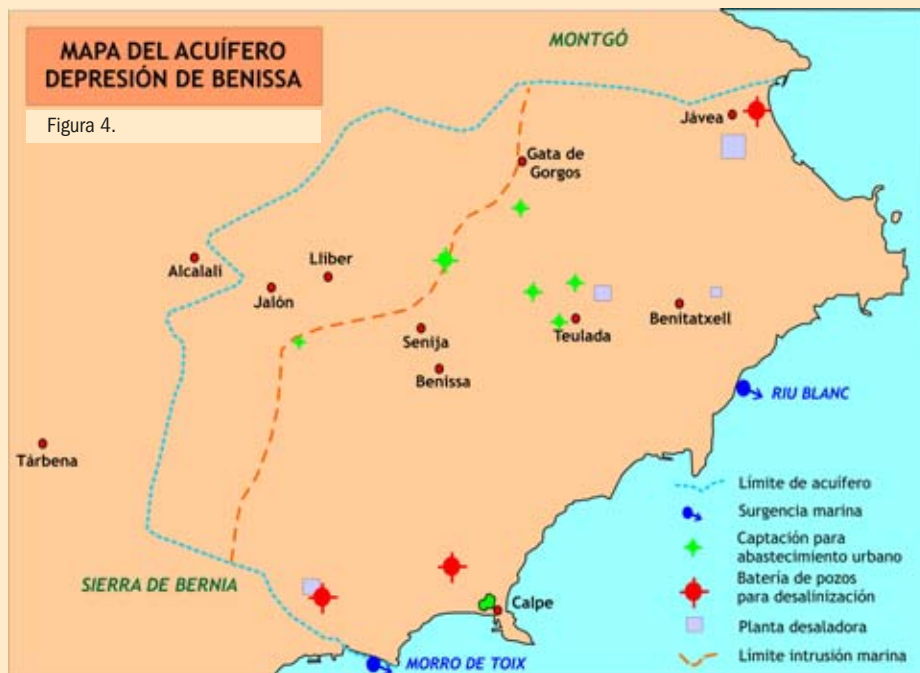 MAPA DEL ACUÍFERO
DEPRESIÓN DE BENISSA
Figura 4.
MONTGÓ
Jávea
Gata de
Gorgos
Alcalalí
Lliber
Jalón
Senija
Benissa
Teulada
Benitatxell
RIU BLANC
Tárbena
SIERRA DE BERNIA
Calpe
MORRO DE TOIX
Límite de acuífero
Surgencia marina
Captación para
abastecimiento urbano
Batería de pozos
para desalinización
Planta desaladora
Límite intrusión marina